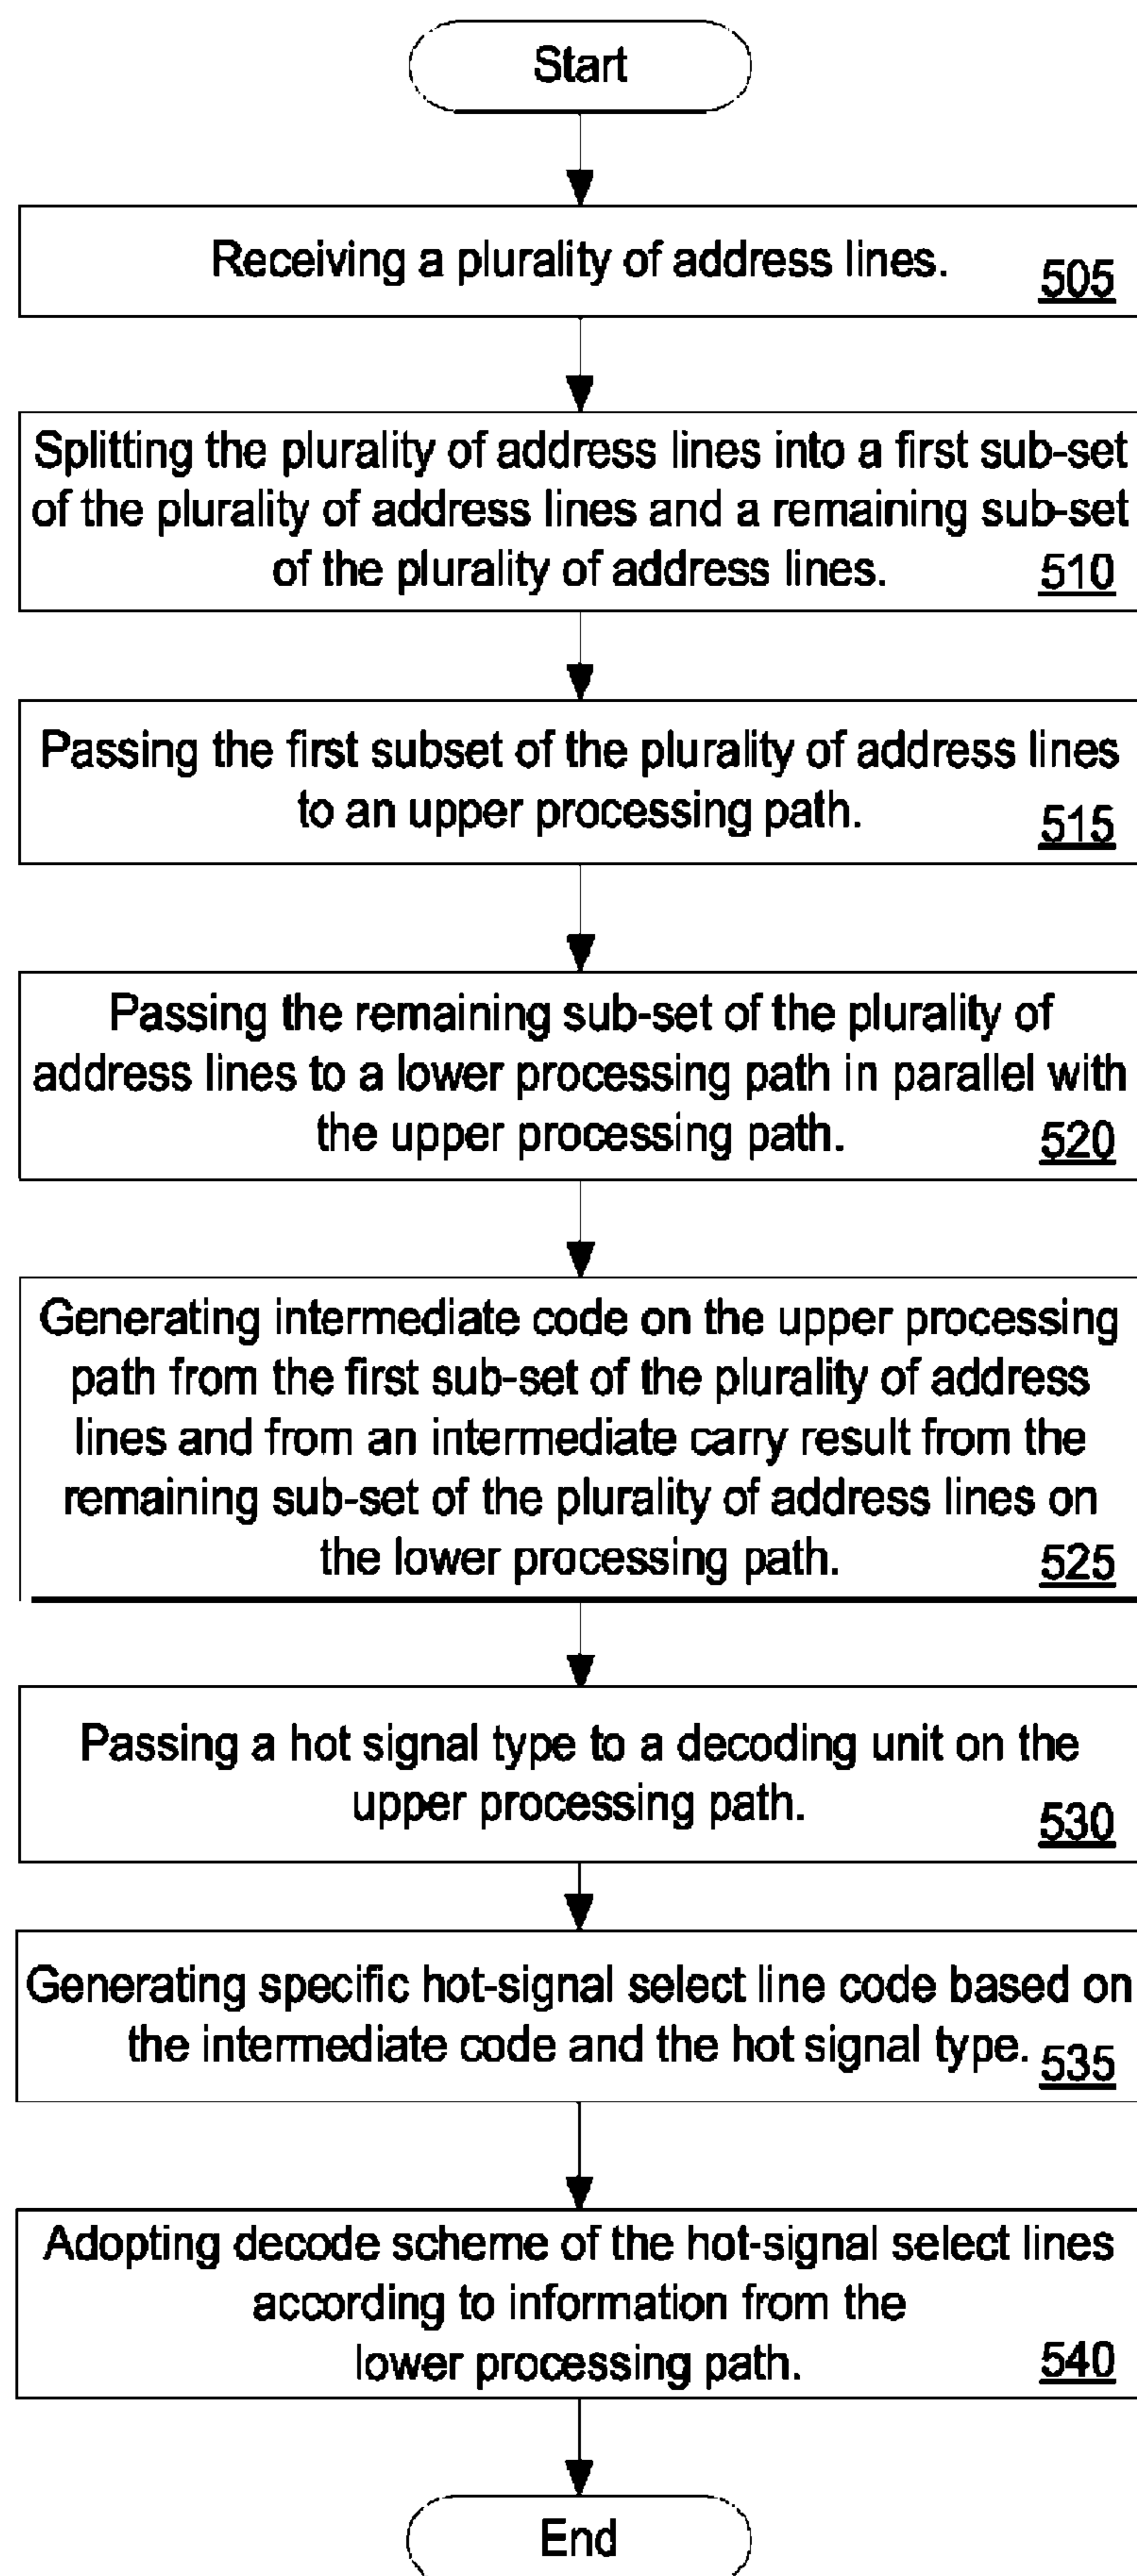 Start
Receiving a plurality of address lines.
505
Splitting the plurality of address lines into a first sub-set
of the plurality of address lines and a remaining sub-set
of the plurality of address lines.
510
Passing the first subset of the plurality of address lines
to an upper processing path.
515
Passing the remaining sub-set of the plurality of
address lines to a lower processing path in parallel with
the upper processing path.
520
Generating intermediate code on the upper processing
path from the first sub-set of the plurality of address
lines and from an intermediate carry result from the
remaining sub-set of the plurality of address lines on
the lower processing path.
525
Passing a hot signal type to a decoding unit on the
upper processing path.
530
Generating specific hot-signal select line code based on
the intermediate code and the hot signal type.
535
Adopting decode scheme of the hot-signal select lines
according to information from the
lower processing path.
540
End